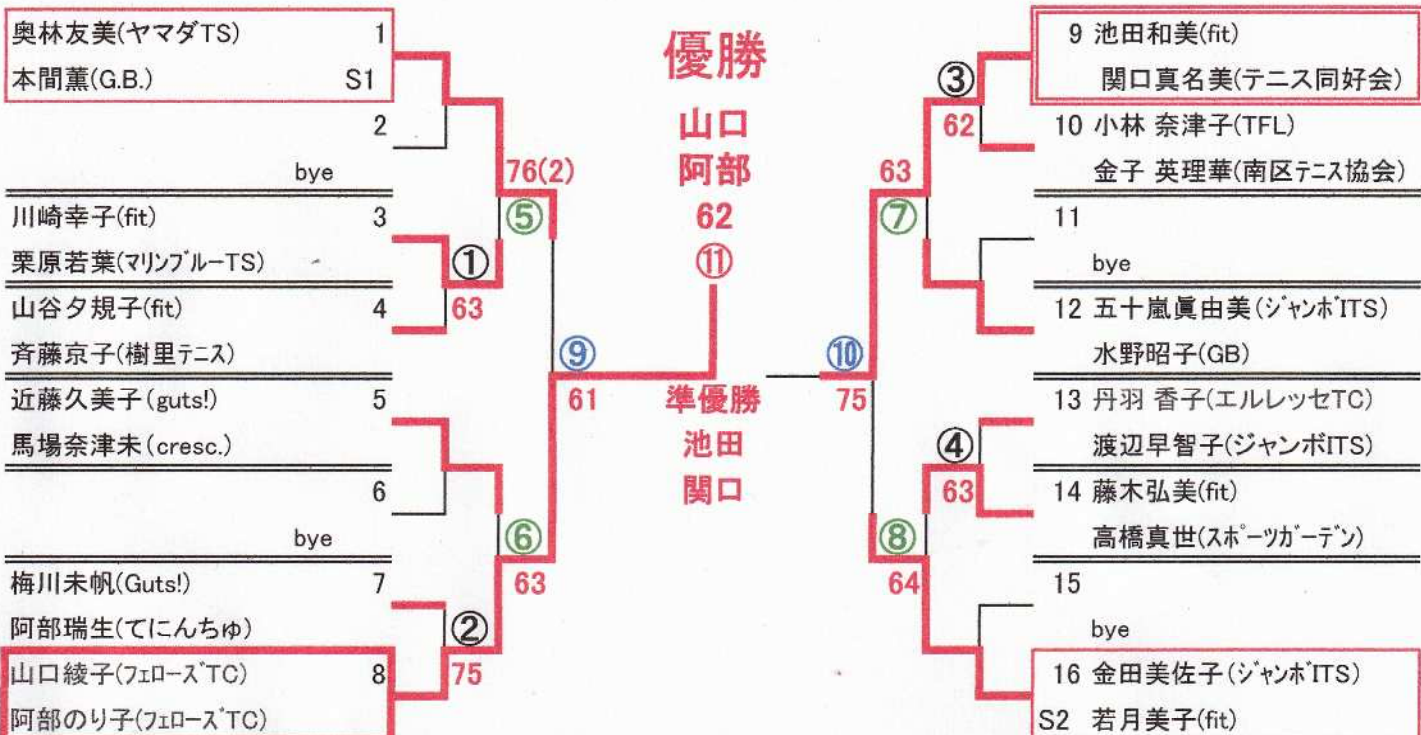 奥林友美(ヤマダTS) 1
本間薫(G.B.) S1
2
bye
川崎幸子(fit) 3
栗原若葉(マリンブルーTS)
山谷夕規子(fit) 4
斉藤京子(樹里テニス)
近藤久美子(guts!) 5
馬場奈津未(cresc.)
6
bye
梅川未帆(Guts!) 7
阿部瑞生(てにんちゅ)
山口綾子(フェローズTC) 8
阿部のり子(フェローズTC)
①
63
②
75
76(2)
⑤
⑥
63
⑨
61
優勝
山口
阿部
62
⑪
準優勝
池田
関口
⑩
75
63
⑦
⑧
64
③
62
④
63
9 池田和美(fit)
関口真名美(テニス同好会)
10 小林 奈津子(TFL)
金子 英理華(南区テニス協会)
11
bye
12 五十嵐眞由美(ジャンボITS)
水野昭子(GB)
13 丹羽 香子(エルレッセTC)
渡辺早智子(ジャンボITS)
14 藤木弘美(fit)
高橋真世(スポーツガーデン)
15
bye
16 金田美佐子(ジャンボITS)
S2 若月美子(fit)